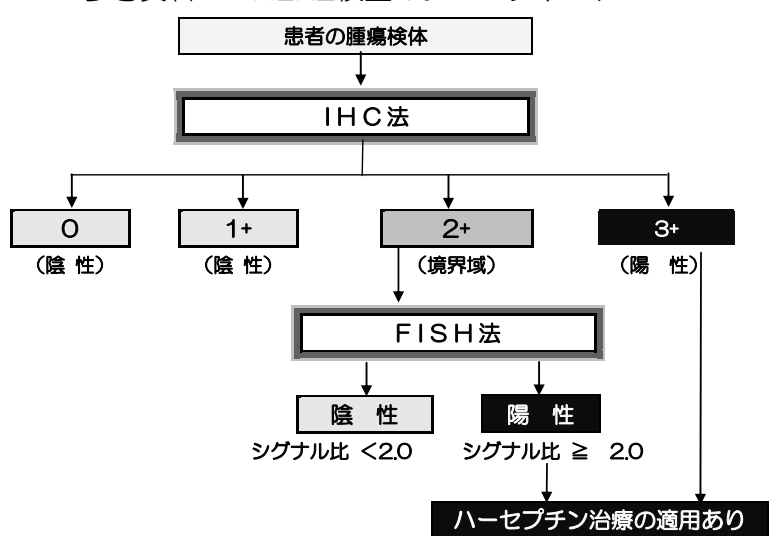 患者の腫瘍検体
ＩＨＣ法
0
1+
2+
3+
（陰 性）
（陰 性）
（境界域）
（陽 性）
ＦＩＳＨ法
陰 性
陽 性
シグナル比 <2.0
シグナル比 ≧ 2.0
ハーセプチン治療の適用あり